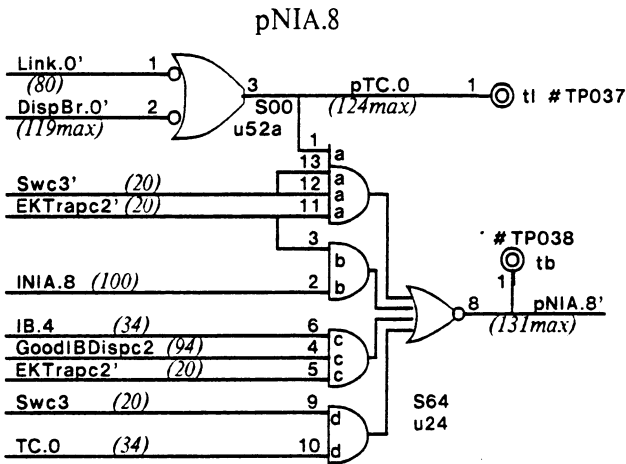 pNIA.8
Link.0' 1
(80)
3 pTC.0 1 tl #TP037
DispBr.0' 2 S00 (124max)
(119max) u52a
1 a
13 a
Swc3' (20) 12 a
EKTrapc2' (20) 11 a
3 b
#TP038
tb
1
INIA.8 (100) 2 b
8 pNIA.8'
(131max)
IB.4 (34) 6 c
GoodIBDispc2 (94) 4 c
EKTrapc2' (20) 5 c
Swc3 (20) 9 d
S64
u24
TC.0 (34) 10 d